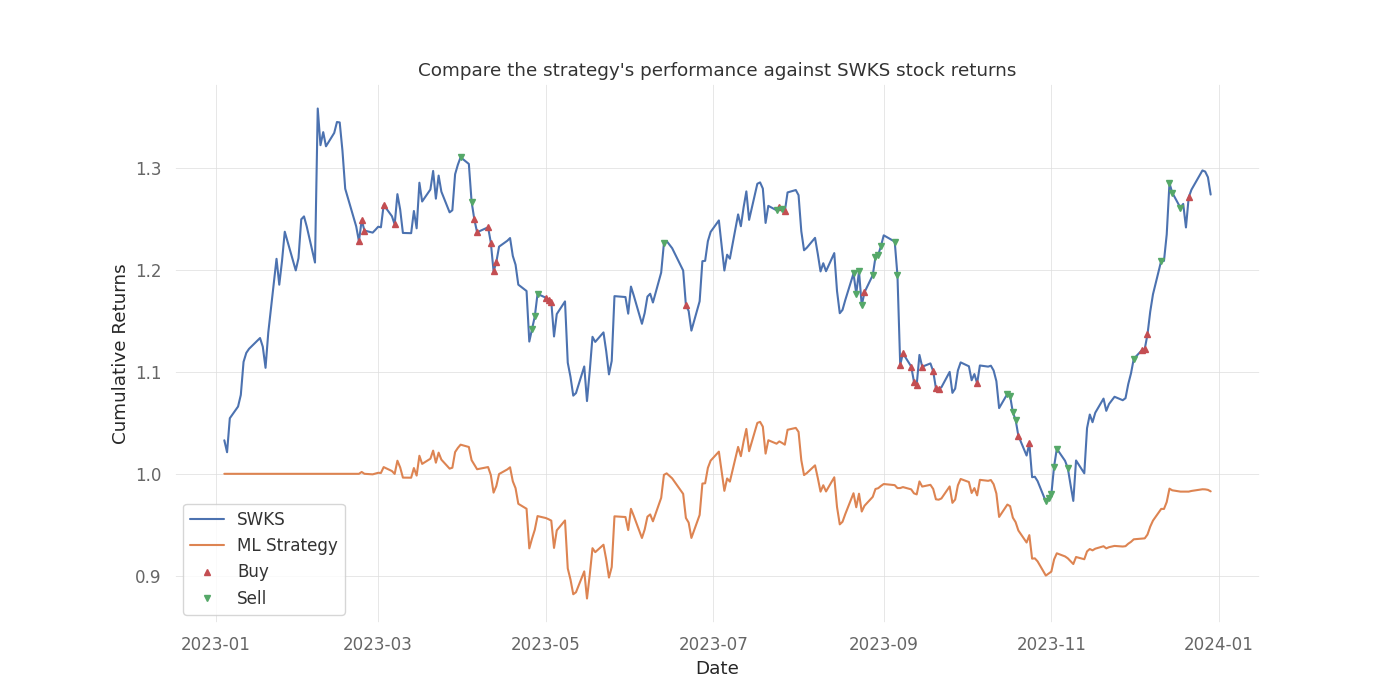 Compare the strategy's performance against SWKS stock returns
Cumulative Returns
1.3
1.2
1.1
1.0
0.9
SWKS
ML Strategy
Buy
Sell
2023-01 2023-03 2023-05 2023-07 2023-09 2023-11 2024-01
Date